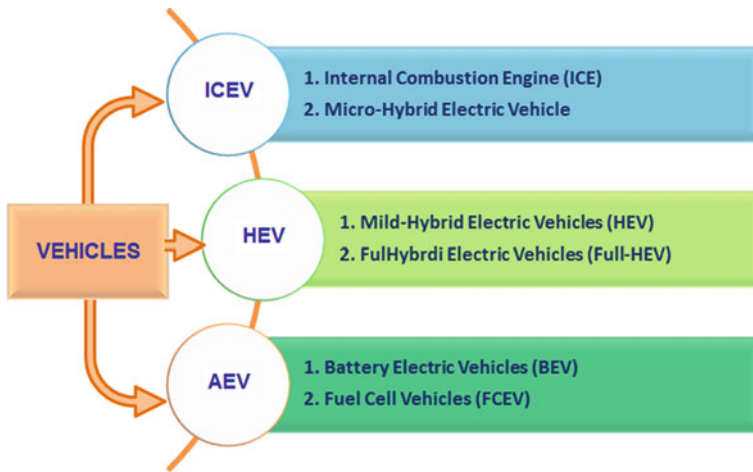 VEHICLES
ICEV
1. Internal Combustion Engine (ICE)
2. Micro-Hybrid Electric Vehicle
HEV
1. Mild-Hybrid Electric Vehicles (HEV)
2. FulHybrdi Electric Vehicles (Full-HEV)
AEV
1. Battery Electric Vehicles (BEV)
2. Fuel Cell Vehicles (FCEV)